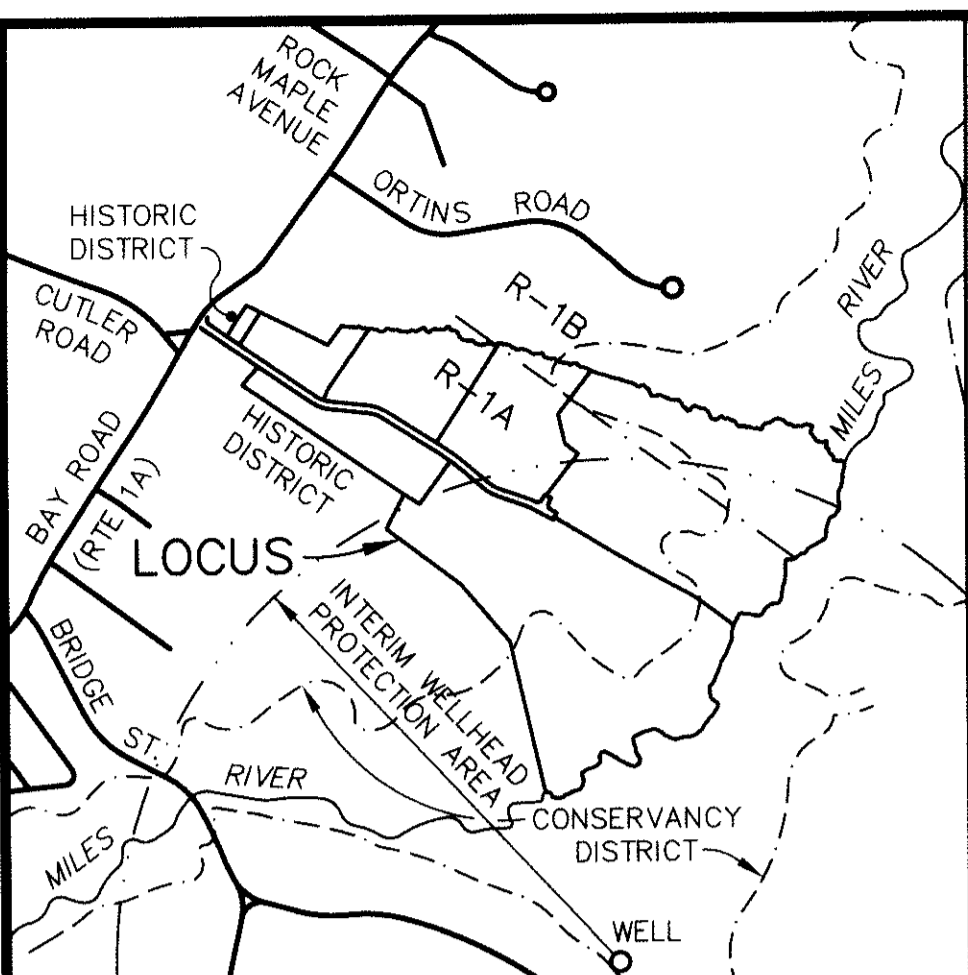 ROCK
MAPLE
AVENUE
ORTINS ROAD
HISTORIC
DISTRICT
CUTLER
ROAD
R-1B
RIVER
MILES
R-1A
HISTORIC
DISTRICT
BAY ROAD
(RTE 1A)
LOCUS
INTERIM WELLHEAD
PROTECTION AREA
BRIDGE ST.
RIVER
MILES
CONSERVANCY
DISTRICT
WELL